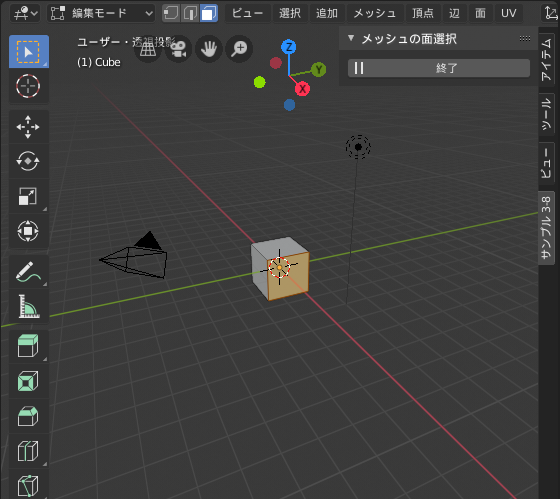 編集モード ビュー 選択 追加 メッシュ 頂点 辺 面 UV
ユーザー・透視投影
(1) Cube
Z
Y
X
メッシュの面選択
終了
アイテム
ツール
ビュー
サンプル 3-8